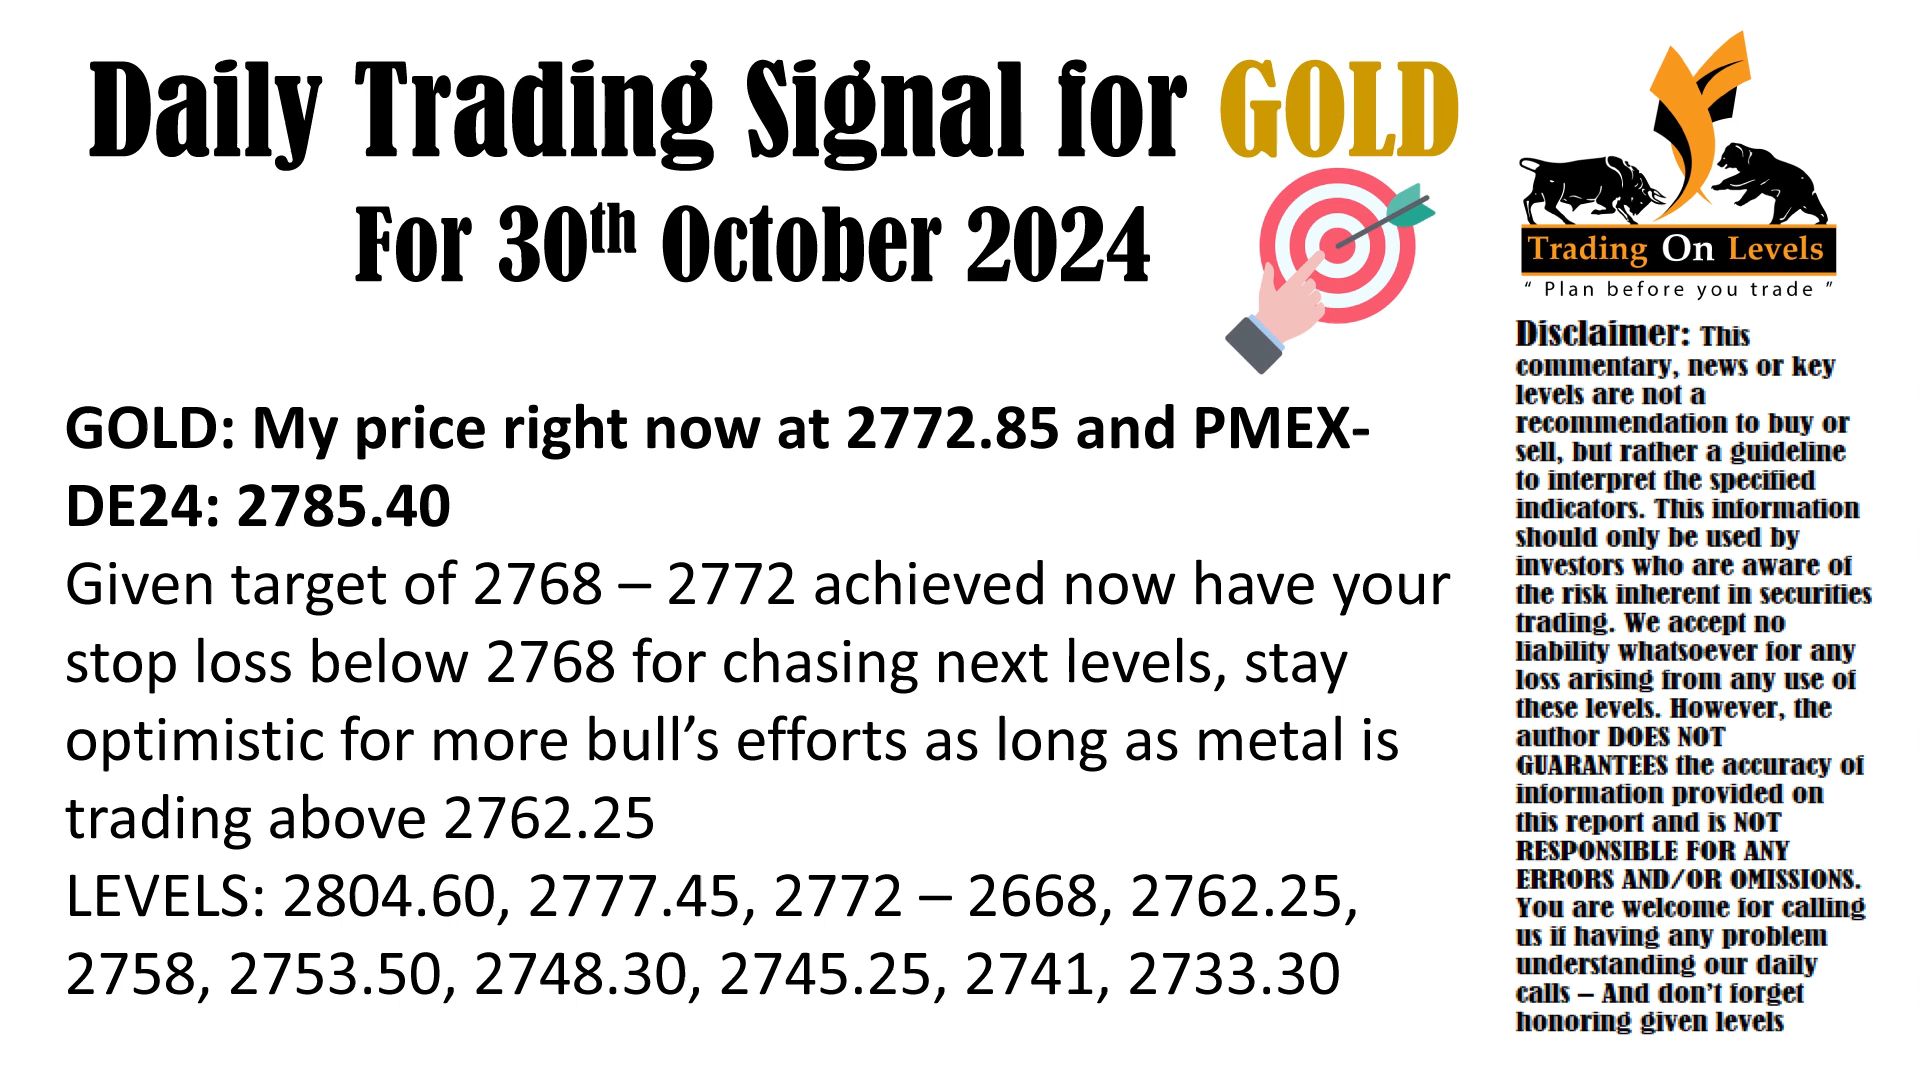 Daily Trading Signal for GOLD
For 30th October 2024
GOLD: My price right now at 2772.85 and PMEX-
DE24: 2785.40
Given target of 2768 – 2772 achieved now have your
stop loss below 2768 for chasing next levels, stay
optimistic for more bull’s efforts as long as metal is
trading above 2762.25
LEVELS: 2804.60, 2777.45, 2772 – 2668, 2762.25,
2758, 2753.50, 2748.30, 2745.25, 2741, 2733.30
Trading On Levels
“ Plan before you trade ”
Disclaimer: This
commentary, news or key
levels are not a
recommendation to buy or
sell, but rather a guideline
to interpret the specified
indicators. This information
should only be used by
investors who are aware of
the risk inherent in securities
trading. We accept no
liability whatsoever for any
loss arising from any use of
these levels. However, the
author DOES NOT
GUARANTEES the accuracy of
information provided on
this report and is NOT
RESPONSIBLE FOR ANY
ERRORS AND/OR OMISSIONS.
You are welcome for calling
us if having any problem
understanding our daily
calls – And don’t forget
honoring given levels